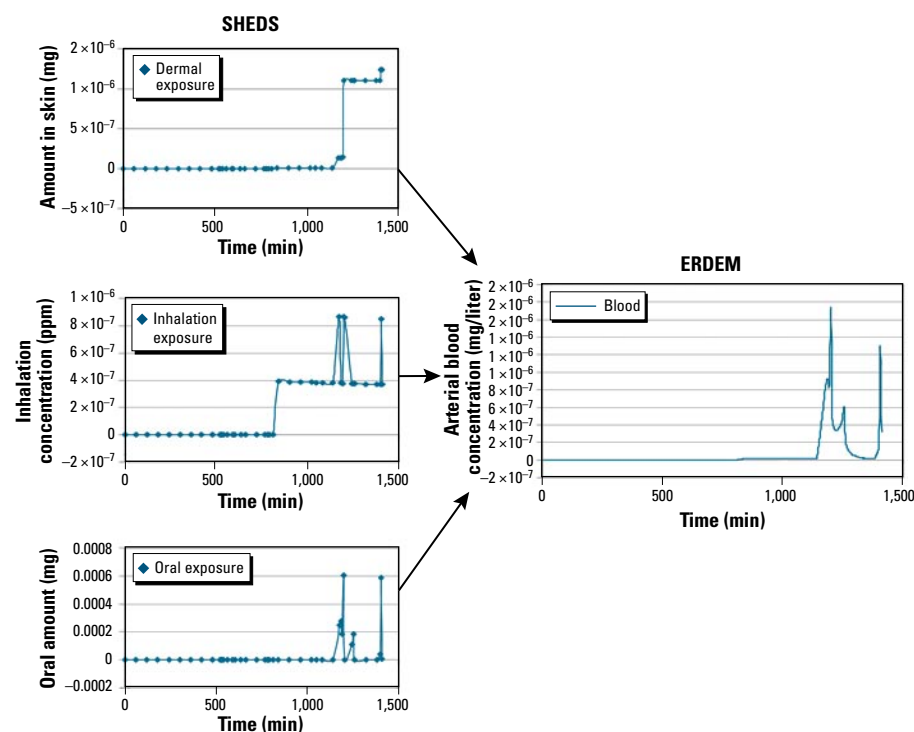 SHEDS
Amount in skin (mg)
2 × 10⁻⁶
1 × 10⁻⁶
5 × 10⁻⁷
0
–5 × 10⁻⁷
Dermal
exposure
0
500
1,000
1,500
Time (min)
Inhalation
concentration (ppm)
1 × 10⁻⁶
8 × 10⁻⁷
6 × 10⁻⁷
4 × 10⁻⁷
2 × 10⁻⁷
0
–2 × 10⁻⁷
Inhalation
exposure
0
500
1,000
1,500
Time (min)
Oral amount (mg)
0.0008
0.0006
0.0004
0.0002
0
–0.0002
Oral exposure
0
500
1,000
1,500
Time (min)
ERDEM
Arterial blood
concentration (mg/liter)
2 × 10⁻⁶
2 × 10⁻⁶
2 × 10⁻⁶
1 × 10⁻⁶
1 × 10⁻⁶
1 × 10⁻⁶
8 × 10⁻⁷
6 × 10⁻⁷
4 × 10⁻⁷
2 × 10⁻⁷
0
–2 × 10⁻⁷
Blood
0
500
1,000
1,500
Time (min)